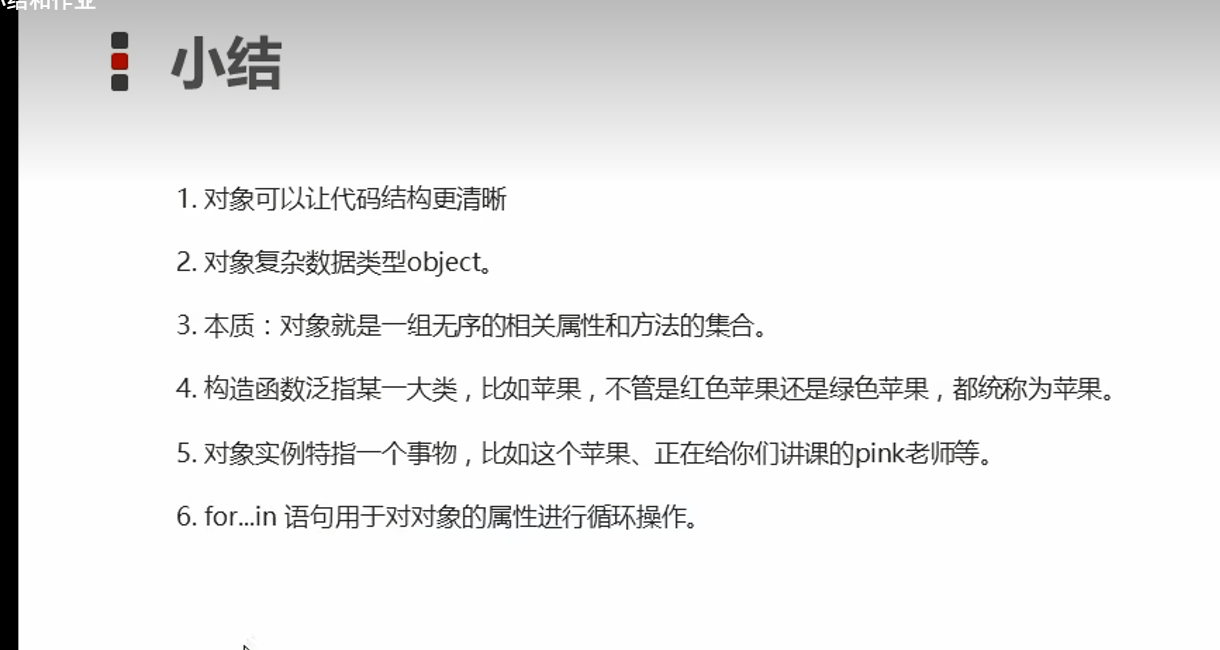 小结和作业
小结
1. 对象可以让代码结构更清晰
2. 对象复杂数据类型object。
3. 本质：对象就是一组无序的相关属性和方法的集合。
4. 构造函数泛指某一大类，比如苹果，不管是红色苹果还是绿色苹果，都统称为苹果。
5. 对象实例特指一个事物，比如这个苹果、正在给你们讲课的pink老师等。
6. for...in 语句用于对对象的属性进行循环操作。